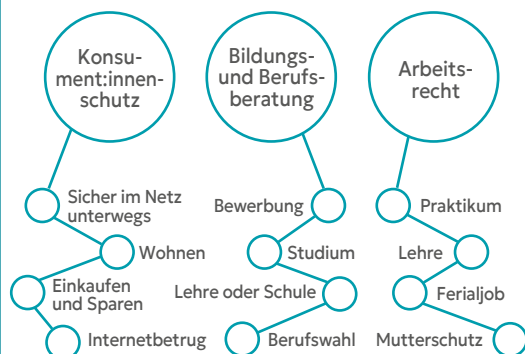 Konsu-
ment:innen-
schutz
Bildungs-
und Berufs-
beratung
Arbeits-
recht
Sicher im Netz
unterwegs
Wohnen
Einkaufen
und Sparen
Internetbetrug
Bewerbung
Studium
Lehre oder Schule
Berufswahl
Praktikum
Lehre
Ferialjob
Mutterschutz